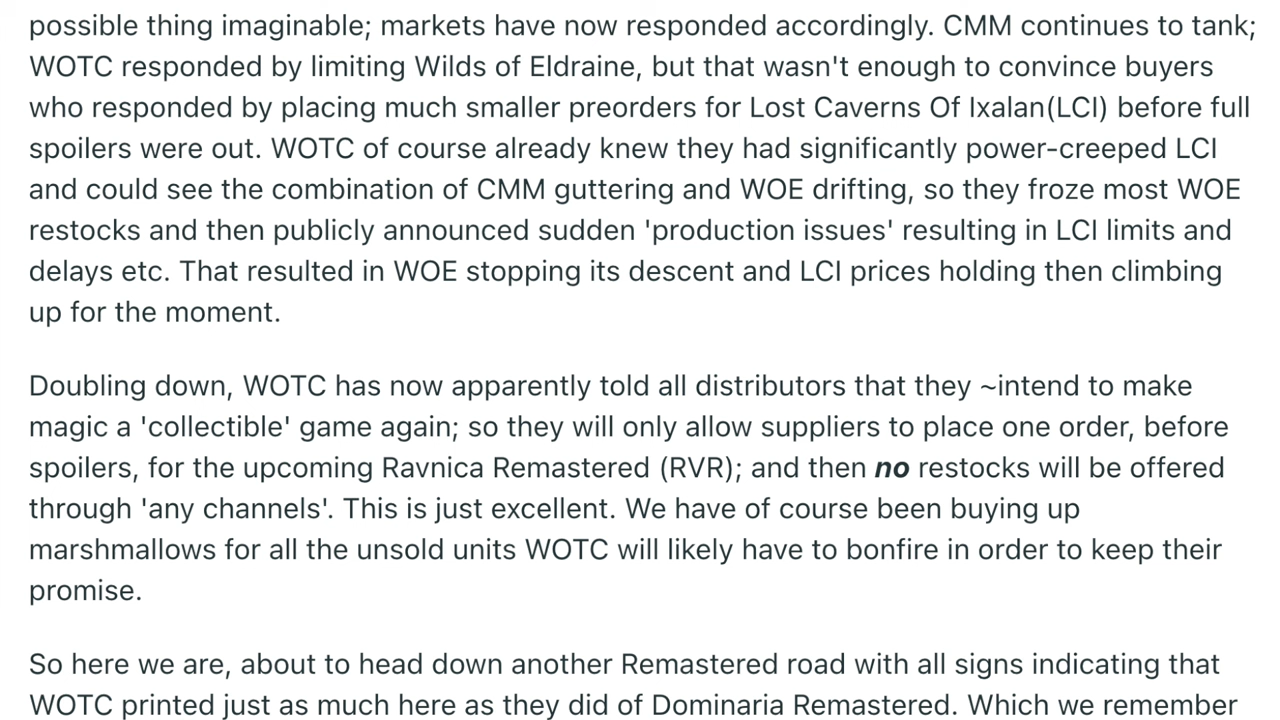 possible thing imaginable; markets have now responded accordingly. CMM continues to tank;
WOTC responded by limiting Wilds of Eldraine, but that wasn't enough to convince buyers
who responded by placing much smaller preorders for Lost Caverns Of Ixalan(LCI) before full
spoilers were out. WOTC of course already knew they had significantly power-creeped LCI
and could see the combination of CMM guttering and WOE drifting, so they froze most WOE
restocks and then publicly announced sudden 'production issues' resulting in LCI limits and
delays etc. That resulted in WOE stopping its descent and LCI prices holding then climbing
up for the moment.
Doubling down, WOTC has now apparently told all distributors that they ~intend to make
magic a 'collectible' game again; so they will only allow suppliers to place one order, before
spoilers, for the upcoming Ravnica Remastered (RVR); and then no restocks will be offered
through 'any channels'. This is just excellent. We have of course been buying up
marshmallows for all the unsold units WOTC will likely have to bonfire in order to keep their
promise.
So here we are, about to head down another Remastered road with all signs indicating that
WOTC printed just as much here as they did of Dominaria Remastered. Which we remember